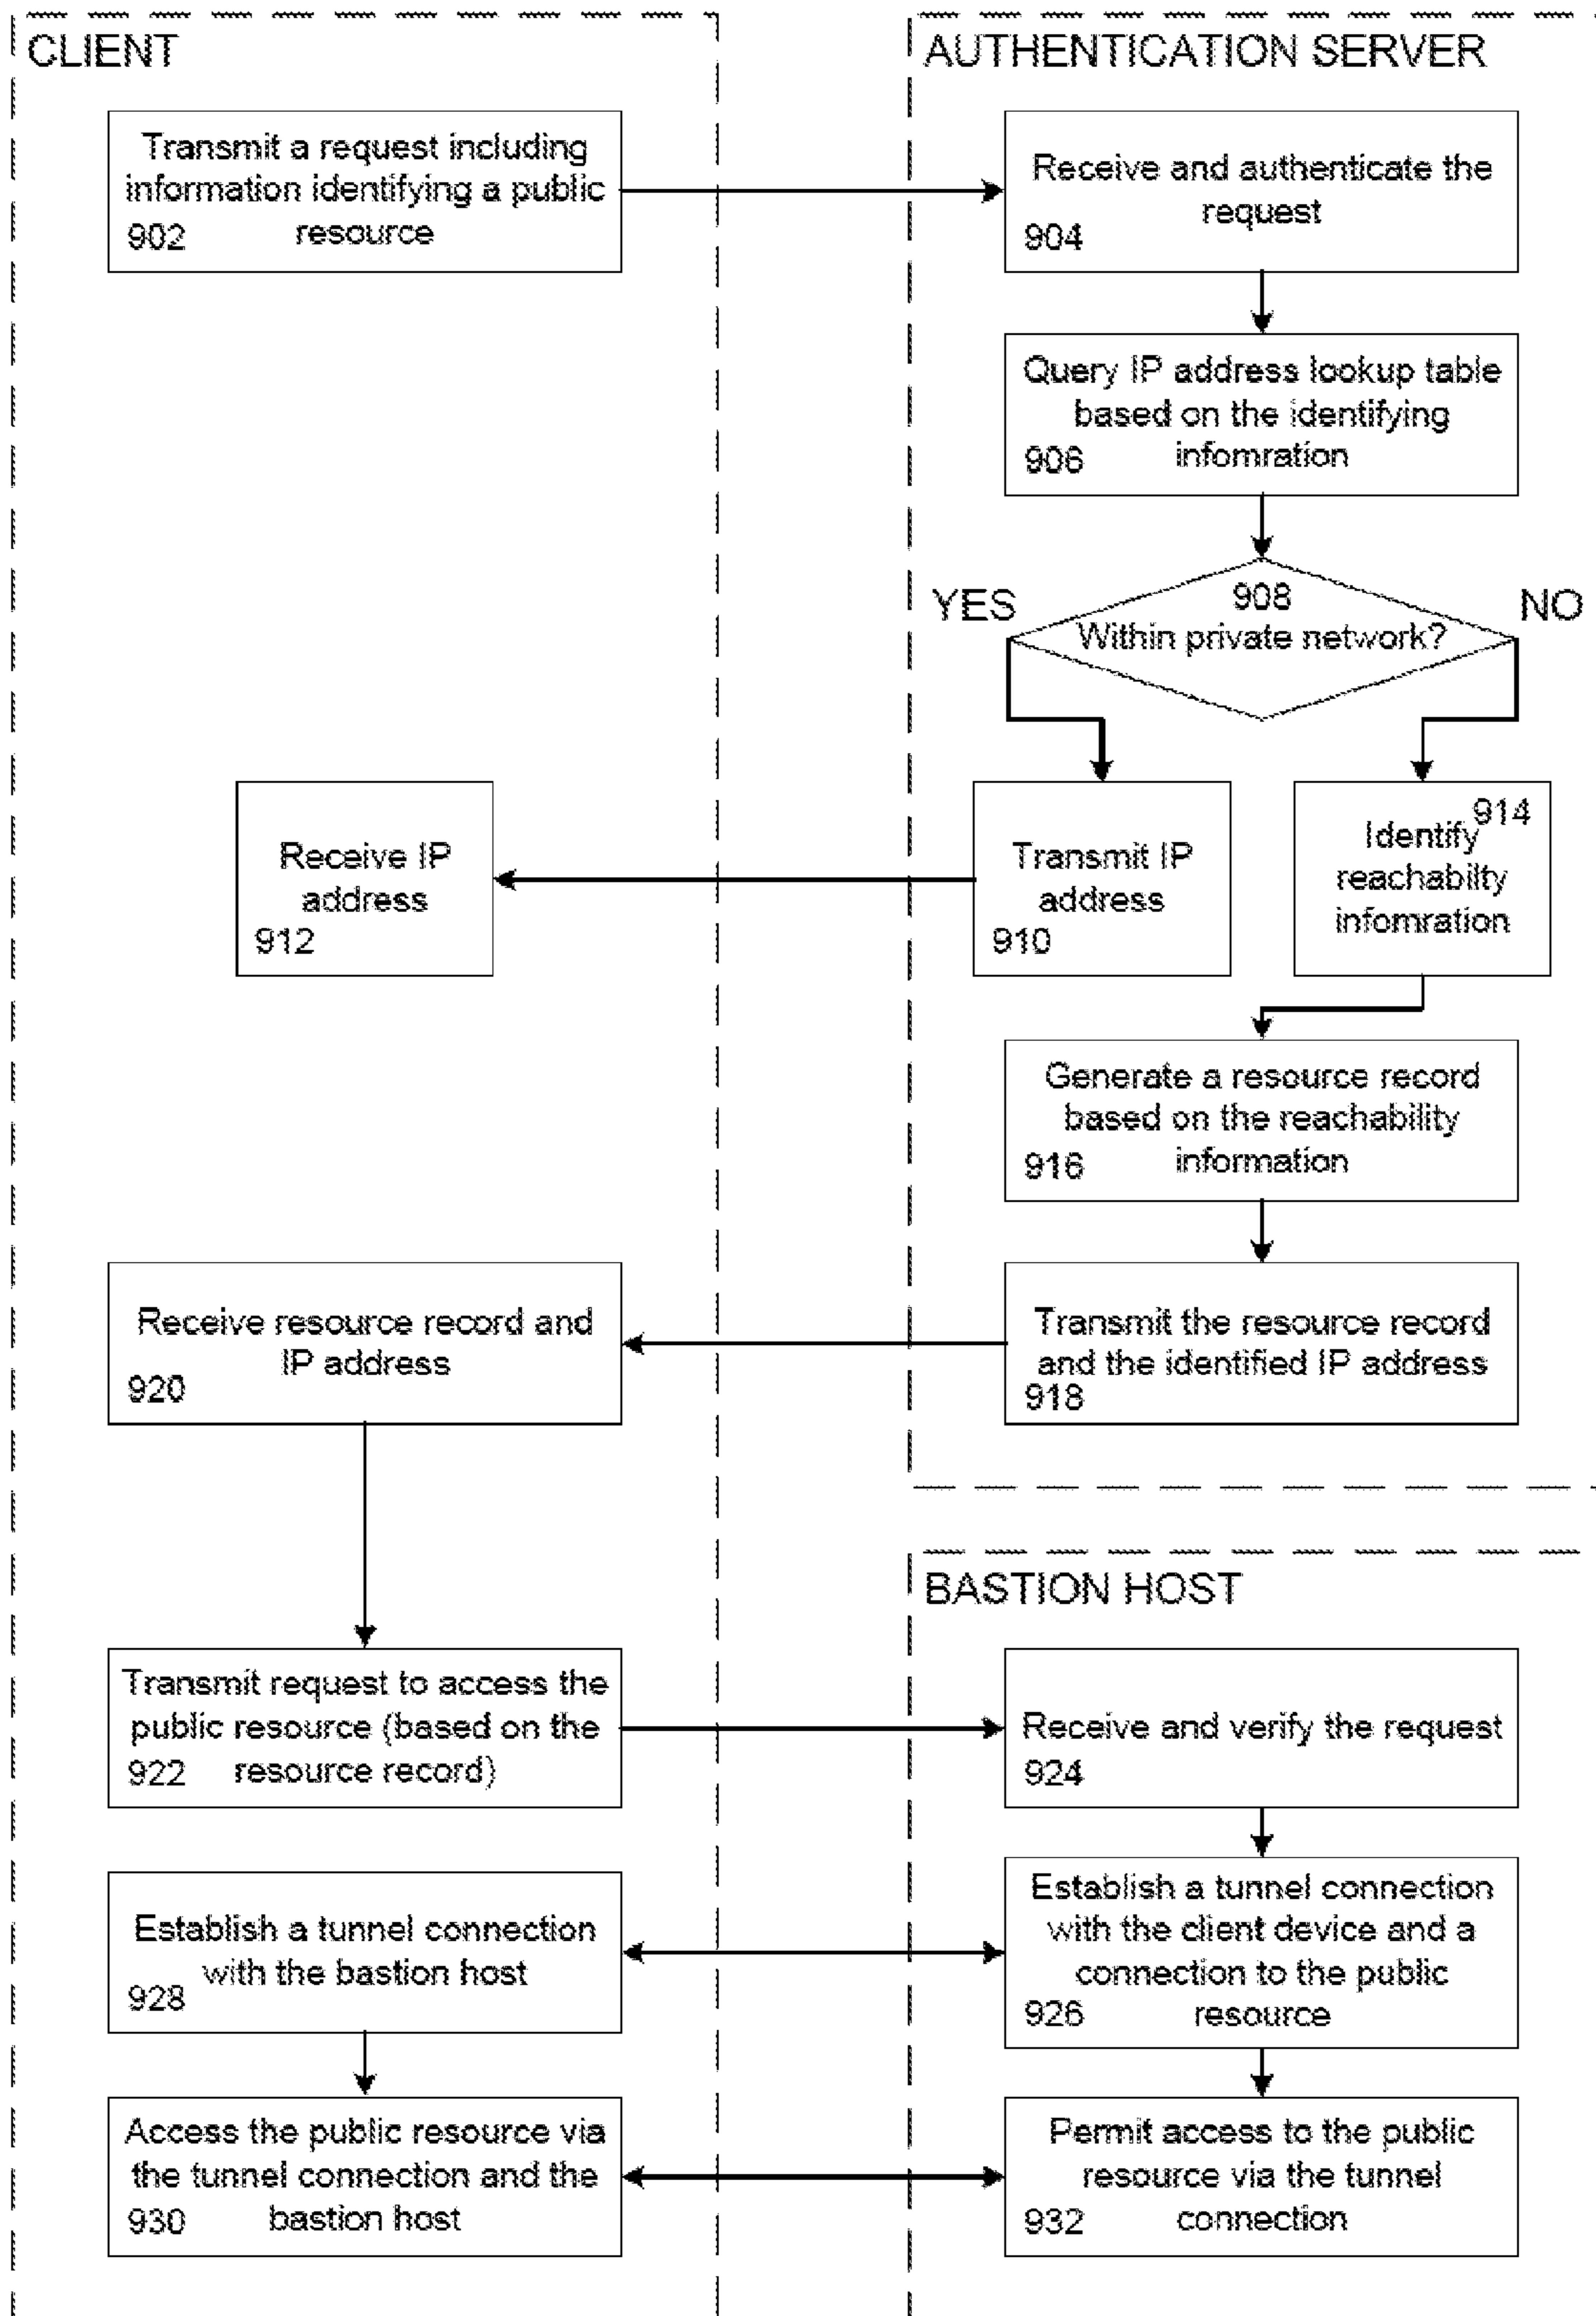 CLIENT
AUTHENTICATION SERVER
Transmit a request including
information identifying a public
902 resource
Receive and authenticate the
request
904
Query IP address lookup table
based on the identifying
906 infomration
YES
908
NO
Within private network?
Receive IP
address
912
Transmit IP
address
910
914
Identify
reachabilty
infomration
Generate a resource record
based on the reachability
916 information
Receive resource record and
IP address
920
Transmit the resource record
and the identified IP address
918
BASTION HOST
Transmit request to access the
public resource (based on the
922 resource record)
Receive and verify the request
924
Establish a tunnel connection
with the bastion host
928
Establish a tunnel connection
with the client device and a
connection to the public
926 resource
Access the public resource via
the tunnel connection and the
930 bastion host
Permit access to the public
resource via the tunnel
932 connection